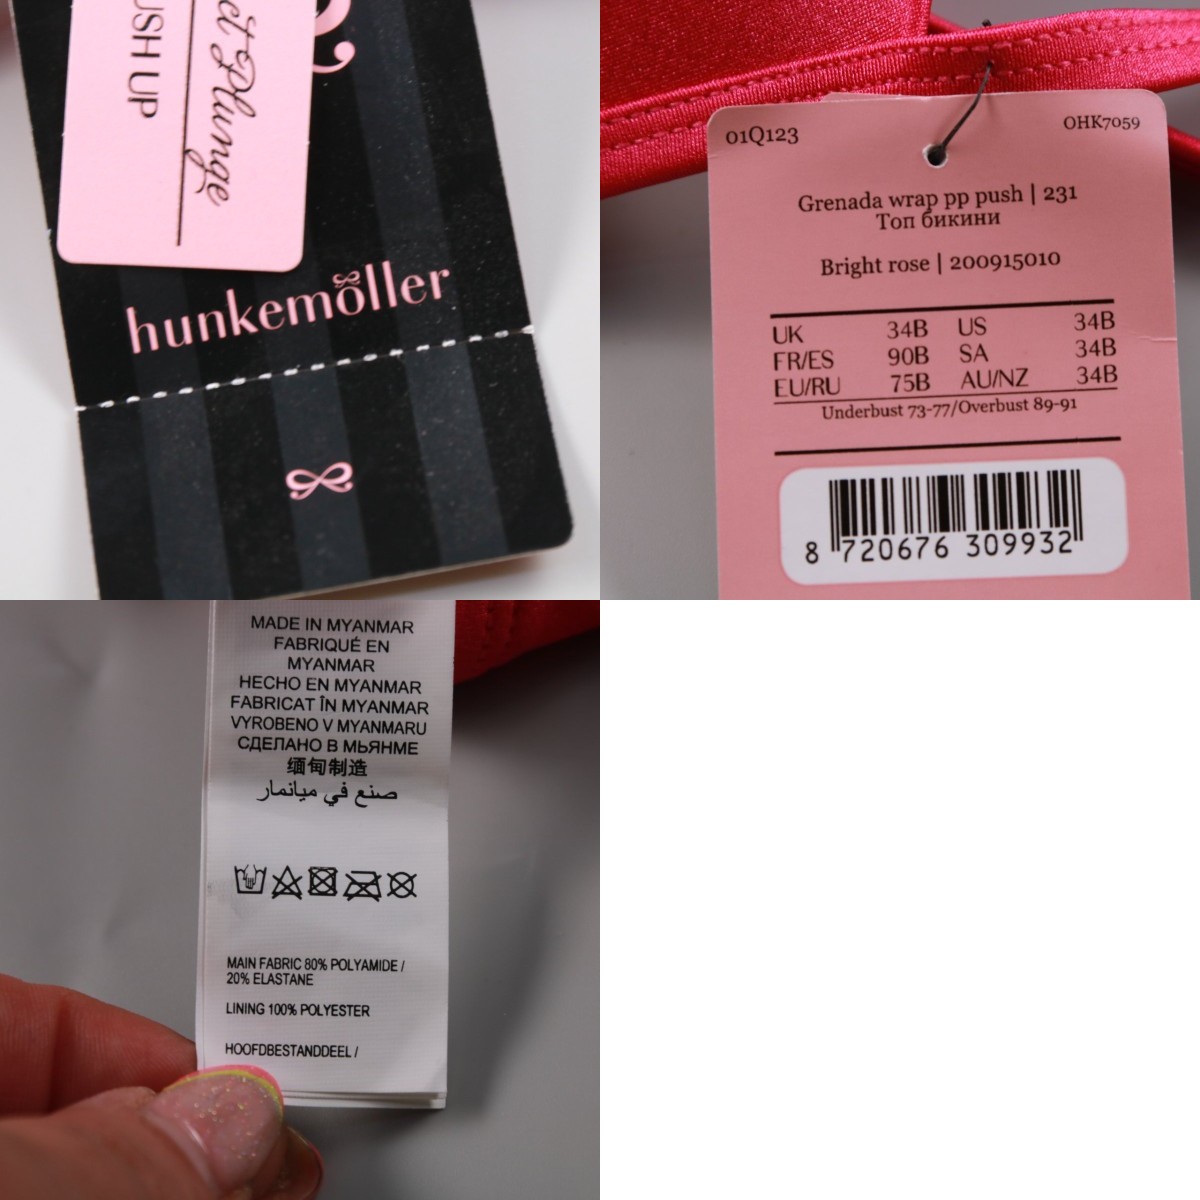 Plunge
USH UP
hunkemöller
01Q123
OHK7059
Grenada wrap pp push | 231
Топ бикини
Bright rose | 200915010
UK 34B US 34B
FR/ES 90B SA 34B
EU/RU 75B AU/NZ 34B
Underbust 73-77/Overbust 89-91
8 720676 309932
MADE IN MYANMAR
FABRIQUÉ EN
MYANMAR
HECHO EN MYANMAR
FABRICAT ÎN MYANMAR
VYROBENO V MYANMARU
СДЕЛАНО В МЬЯНМЕ
缅甸制造
صنع في ميانمار
MAIN FABRIC 80% POLYAMIDE /
20% ELASTANE
LINING 100% POLYESTER
HOOFDBESTANDDEEL /